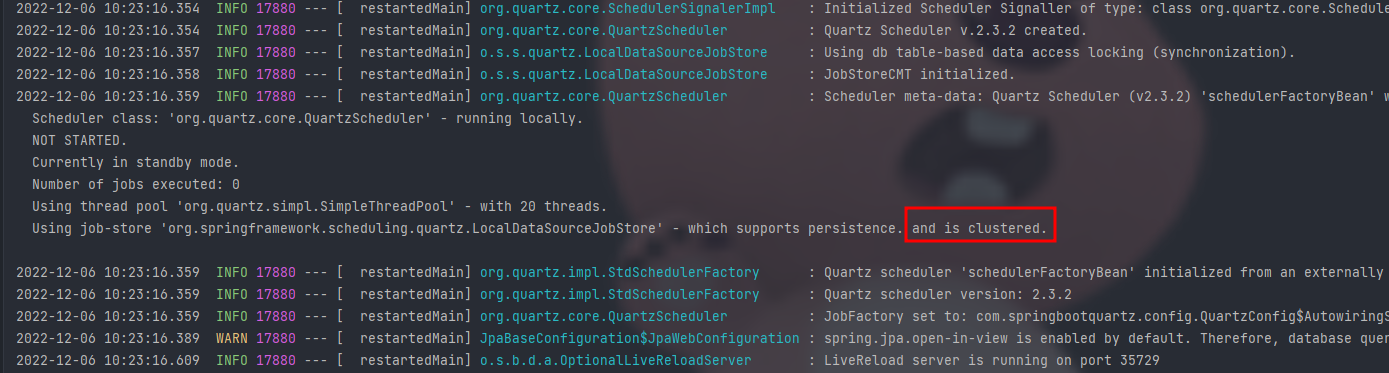 2022-12-06 10:23:16.354  INFO 17880 --- [  restartedMain] org.quartz.core.SchedulerSignalerImpl    : Initialized Scheduler Signaller of type: class org.quartz.core.Schedule
2022-12-06 10:23:16.354  INFO 17880 --- [  restartedMain] org.quartz.core.QuartzScheduler          : Quartz Scheduler v.2.3.2 created.
2022-12-06 10:23:16.357  INFO 17880 --- [  restartedMain] o.s.s.quartz.LocalDataSourceJobStore     : Using db table-based data access locking (synchronization).
2022-12-06 10:23:16.358  INFO 17880 --- [  restartedMain] o.s.s.quartz.LocalDataSourceJobStore     : JobStoreCMT initialized.
2022-12-06 10:23:16.359  INFO 17880 --- [  restartedMain] org.quartz.core.QuartzScheduler          : Scheduler meta-data: Quartz Scheduler (v2.3.2) 'schedulerFactoryBean' w
  Scheduler class: 'org.quartz.core.QuartzScheduler' - running locally.
  NOT STARTED.
  Currently in standby mode.
  Number of jobs executed: 0
  Using thread pool 'org.quartz.simpl.SimpleThreadPool' - with 20 threads.
  Using job-store 'org.springframework.scheduling.quartz.LocalDataSourceJobStore' - which supports persistence. and is clustered.
2022-12-06 10:23:16.359  INFO 17880 --- [  restartedMain] org.quartz.impl.StdSchedulerFactory      : Quartz scheduler 'schedulerFactoryBean' initialized from an externally
2022-12-06 10:23:16.359  INFO 17880 --- [  restartedMain] org.quartz.impl.StdSchedulerFactory      : Quartz scheduler version: 2.3.2
2022-12-06 10:23:16.359  INFO 17880 --- [  restartedMain] org.quartz.core.QuartzScheduler          : JobFactory set to: com.springbootquartz.config.QuartzConfig$AutowiringS
2022-12-06 10:23:16.389  WARN 17880 --- [  restartedMain] JpaBaseConfiguration$JpaWebConfiguration : spring.jpa.open-in-view is enabled by default. Therefore, database quer
2022-12-06 10:23:16.609  INFO 17880 --- [  restartedMain] o.s.b.d.a.OptionalLiveReloadServer       : LiveReload server is running on port 35729